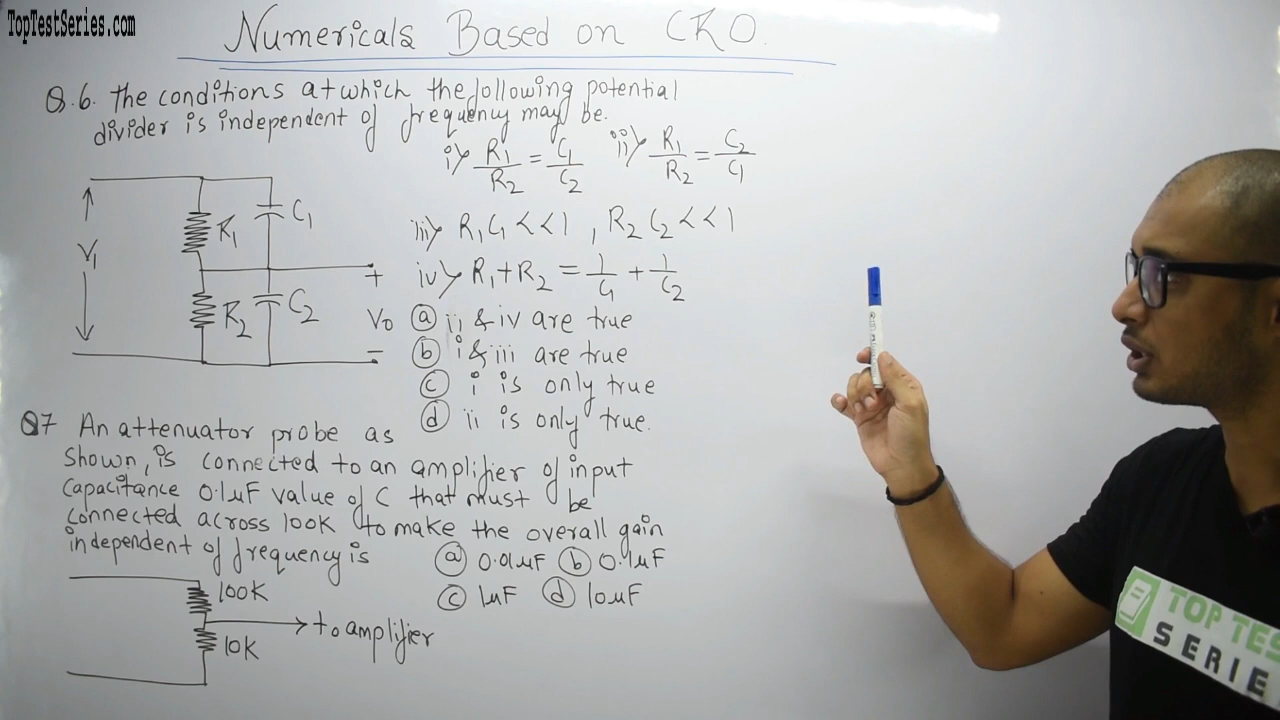 TopTestSeries.com
Numericals Based on CRO.
Q.6. The conditions at which the following potential
divider is independent of frequency may be.
i> R1/R2 = C1/C2 ii> R1/R2 = C2/C1
iii> R1C1 << 1 , R2C2 << 1
iv> R1+R2 = 1/C1 + 1/C2
V1
R1
C1
R2
C2
+
V0
-
(a) ii & iv are true
(b) i & iii are true
(c) i is only true
(d) ii is only true.
Q7 An attenuator probe as
shown, is connected to an amplifier of input
capacitance 0.1uF value of C that must be
connected across 100K to make the overall gain
independent of frequency is
(a) 0.01uF (b) 0.1uF
(c) 1uF (d) 10uF
100K
to amplifier
10K
TOP TES
SERIE